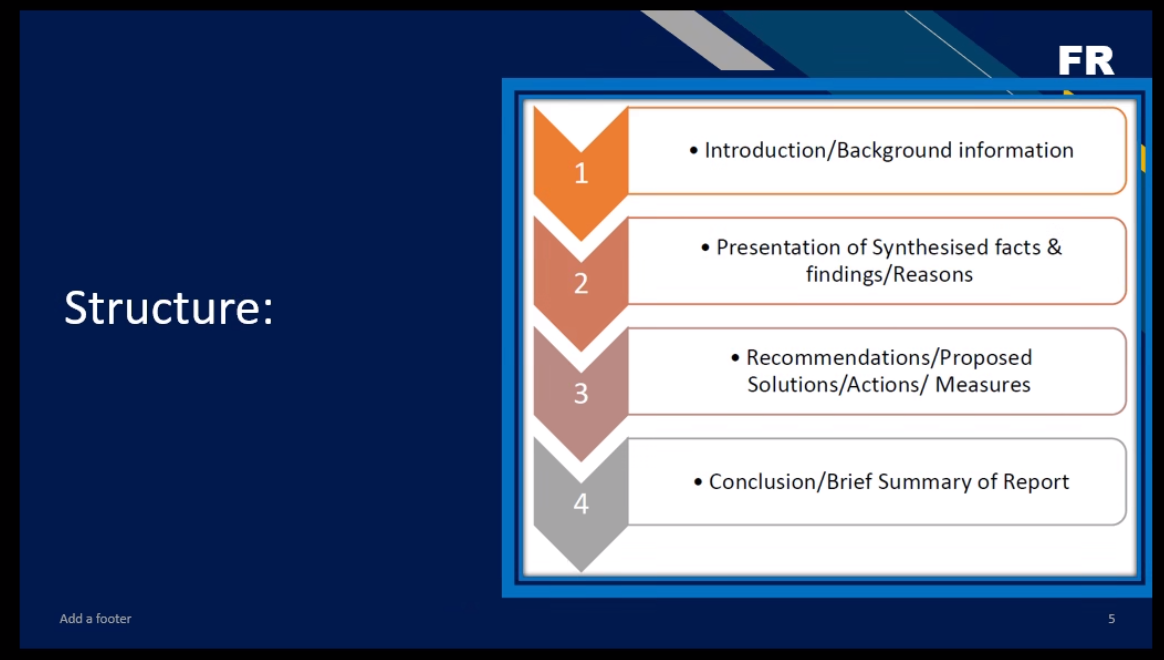 FR
Structure:
1
• Introduction/Background information
2
• Presentation of Synthesised facts &
findings/Reasons
3
• Recommendations/Proposed
Solutions/Actions/ Measures
4
• Conclusion/Brief Summary of Report
Add a footer
5